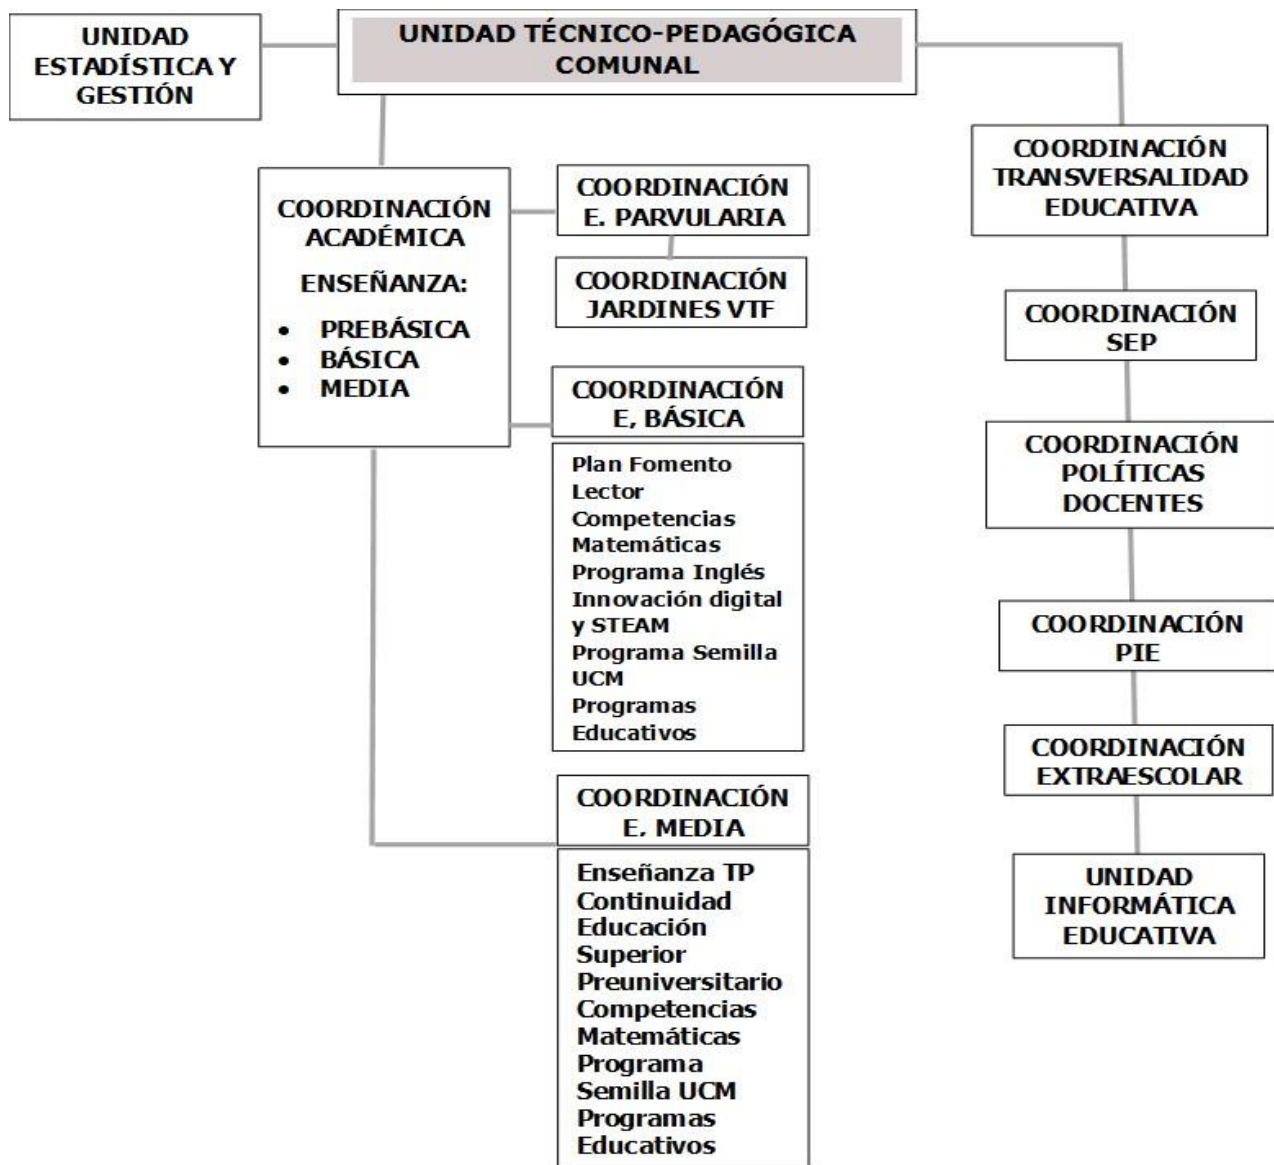 UNIDAD
ESTADÍSTICA Y
GESTIÓN
UNIDAD TÉCNICO-PEDAGÓGICA
COMUNAL
COORDINACIÓN
ACADÉMICA
ENSEÑANZA:
• PREBÁSICA
• BÁSICA
• MEDIA
COORDINACIÓN
E. PARVULARIA
COORDINACIÓN
JARDINES VTF
COORDINACIÓN
E, BÁSICA
Plan Fomento
Lector
Competencias
Matemáticas
Programa Inglés
Innovación digital
y STEAM
Programa Semilla
UCM
Programas
Educativos
COORDINACIÓN
E. MEDIA
Enseñanza TP
Continuidad
Educación
Superior
Preuniversitario
Competencias
Matemáticas
Programa
Semilla UCM
Programas
Educativos
COORDINACIÓN
TRANSVERSALIDAD
EDUCATIVA
COORDINACIÓN
SEP
COORDINACIÓN
POLÍTICAS
DOCENTES
COORDINACIÓN
PIE
COORDINACIÓN
EXTRAESCOLAR
UNIDAD
INFORMÁTICA
EDUCATIVA